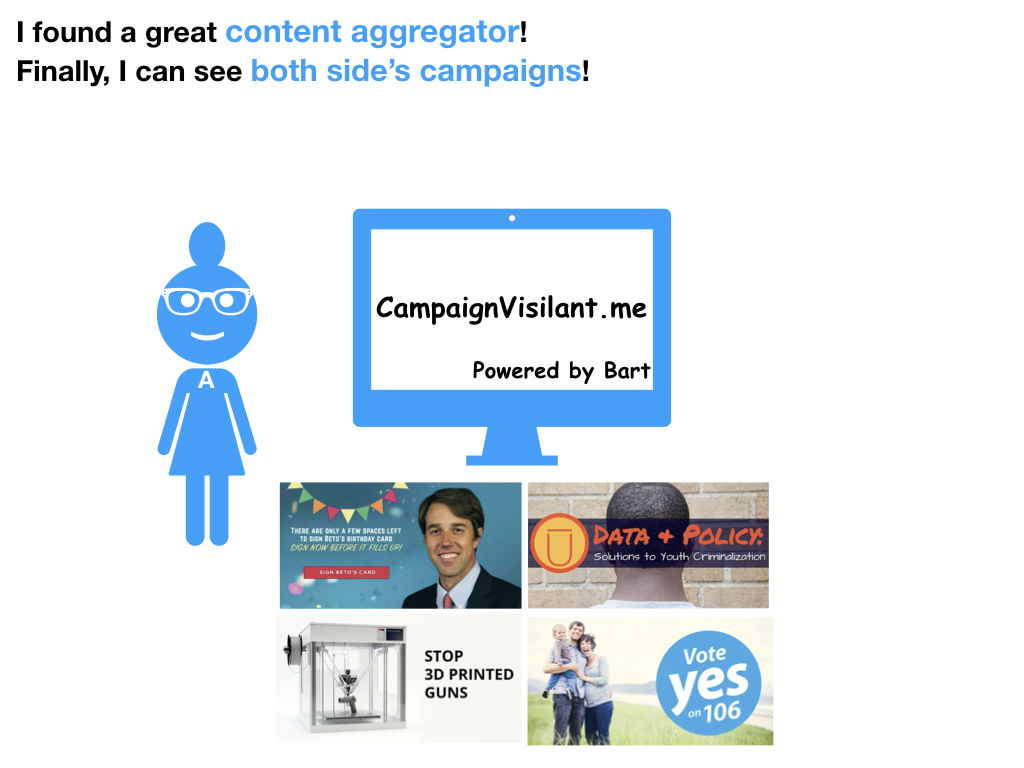 I found a great content aggregator!
Finally, I can see both side’s campaigns!
CampaignVisilant.me
Powered by Bart
A
THERE ARE ONLY A FEW SPACES LEFT
TO SIGN BETO'S BIRTHDAY CARD
SIGN NOW BEFORE IT FILLS UP!
SIGN BETO'S CARD
DATA & POLICY:
Solutions to Youth Criminalization
STOP
3D PRINTED
GUNS
Vote
yes
on 106